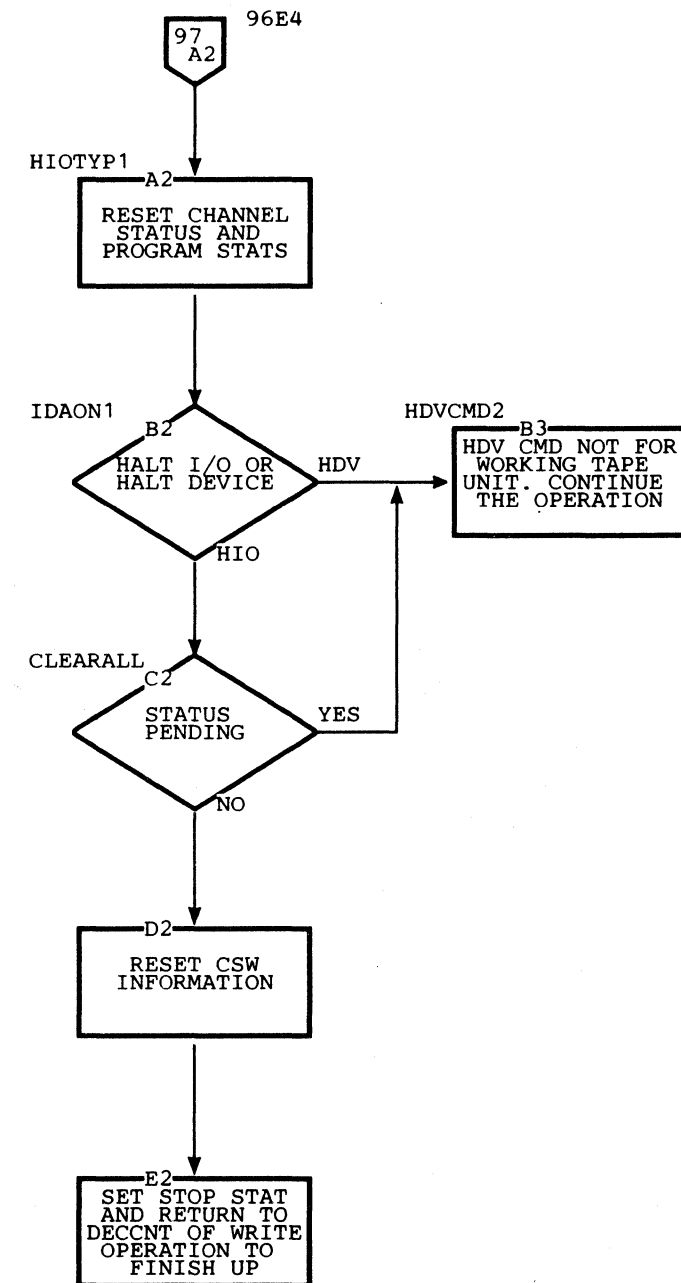 96E4
97
A2
HIOTYP1
A2
RESET CHANNEL
STATUS AND
PROGRAM STATS
IDAON1
B2
HALT I/O OR
HALT DEVICE
HDV
HIO
HDVCMD2
B3
HDV CMD NOT FOR
WORKING TAPE
UNIT. CONTINUE
THE OPERATION
CLEARALL
C2
STATUS
PENDING
YES
NO
D2
RESET CSW
INFORMATION
E2
SET STOP STAT
AND RETURN TO
DECCNT OF WRITE
OPERATION TO
FINISH UP